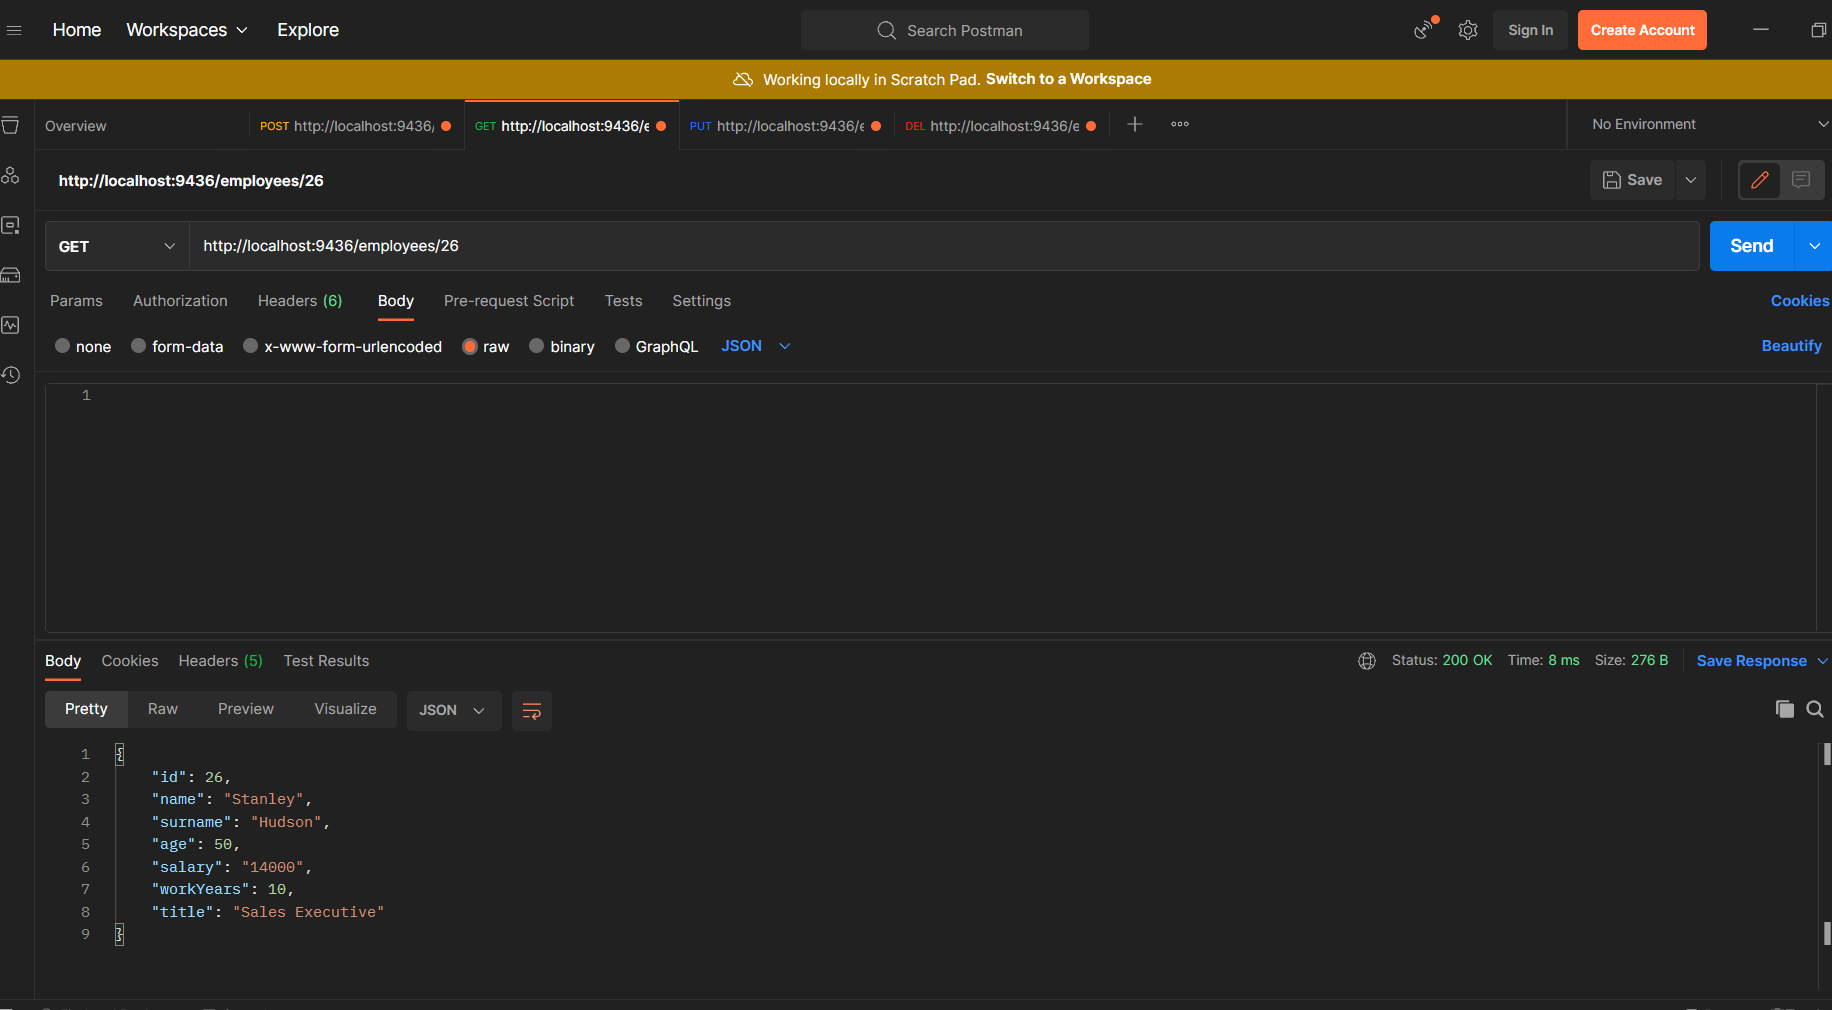 Home Workspaces Explore Search Postman Sign In Create Account
Working locally in Scratch Pad. Switch to a Workspace
Overview POST http://localhost:9436/ GET http://localhost:9436/e PUT http://localhost:9436/e DEL http://localhost:9436/e No Environment
http://localhost:9436/employees/26 Save
GET http://localhost:9436/employees/26 Send
Params Authorization Headers (6) Body Pre-request Script Tests Settings Cookies
none form-data x-www-form-urlencoded raw binary GraphQL JSON Beautify
1
Body Cookies Headers (5) Test Results Status: 200 OK Time: 8 ms Size: 276 B Save Response
Pretty Raw Preview Visualize JSON
1 {
2 "id": 26,
3 "name": "Stanley",
4 "surname": "Hudson",
5 "age": 50,
6 "salary": "14000",
7 "workYears": 10,
8 "title": "Sales Executive"
9 }